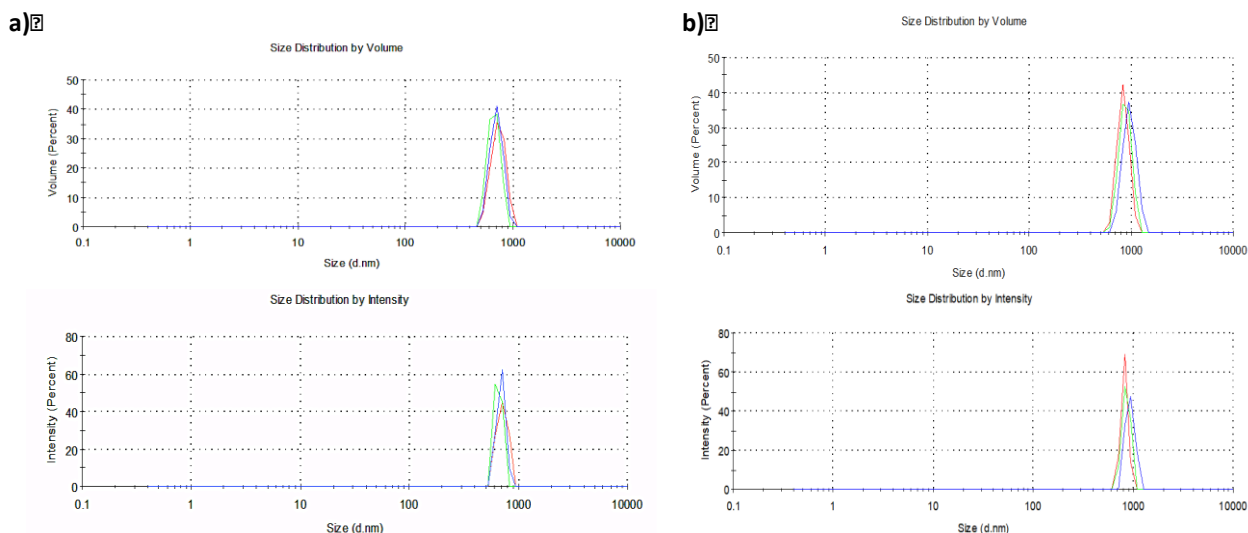 a)⍰
Size Distribution by Volume
Volume (Percent)
50
40
30
20
10
0
0.1 1 10 100 1000 10000
Size (d.nm)
Size Distribution by Intensity
Intensity (Percent)
80
60
40
20
0
0.1 1 10 100 1000 10000
Size (d.nm)
b)⍰
Size Distribution by Volume
Volume (Percent)
50
40
30
20
10
0
0.1 1 10 100 1000 10000
Size (d.nm)
Size Distribution by Intensity
Intensity (Percent)
80
60
40
20
0
0.1 1 10 100 1000 10000
Size (d.nm)